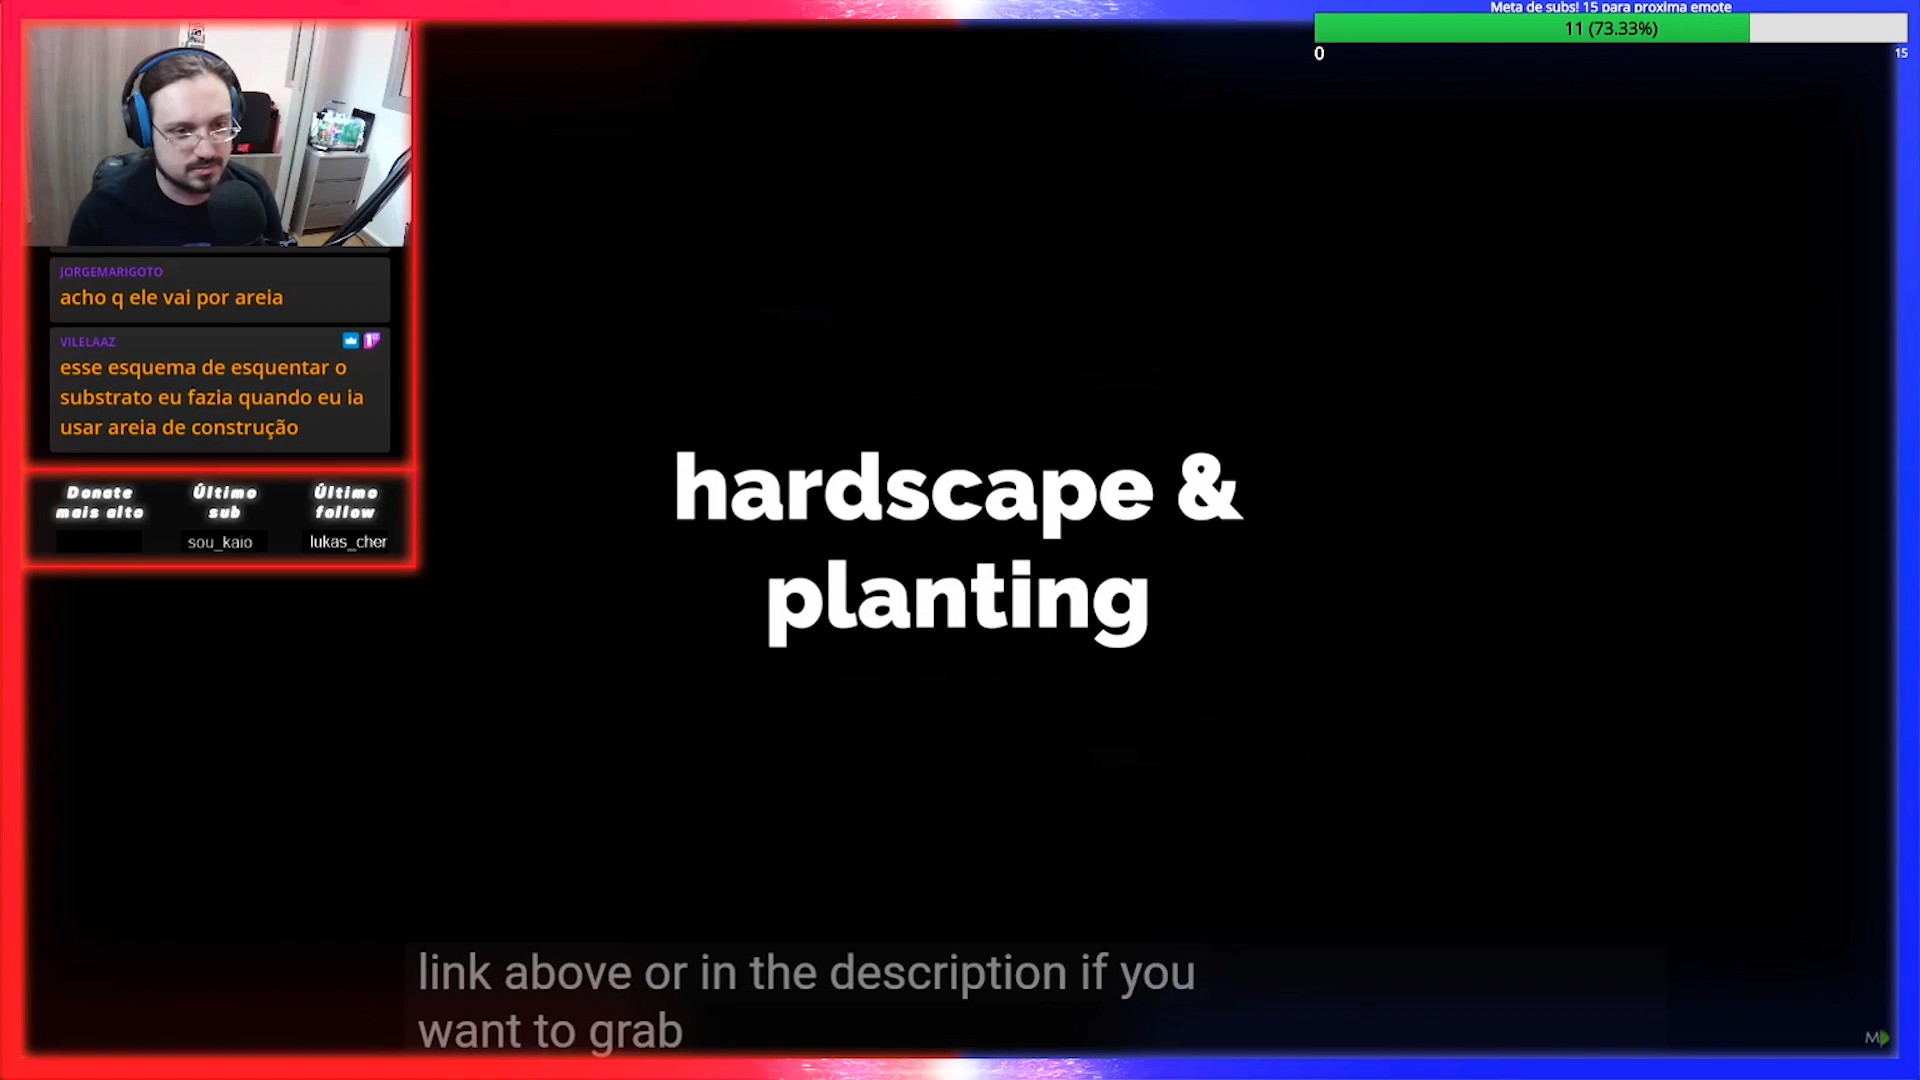 Meta de subs! 15 para proxima emote
11 (73.33%)
0
15
JORGEMARIGOTO
acho q ele vai por areia
VILELAAZ
esse esquema de esquentar o
substrato eu fazia quando eu ia
usar areia de construção
Donate
mais alto
Último
sub
Último
follow
sou_kaio
lukas_cher
hardscape &
planting
link above or in the description if you
want to grab